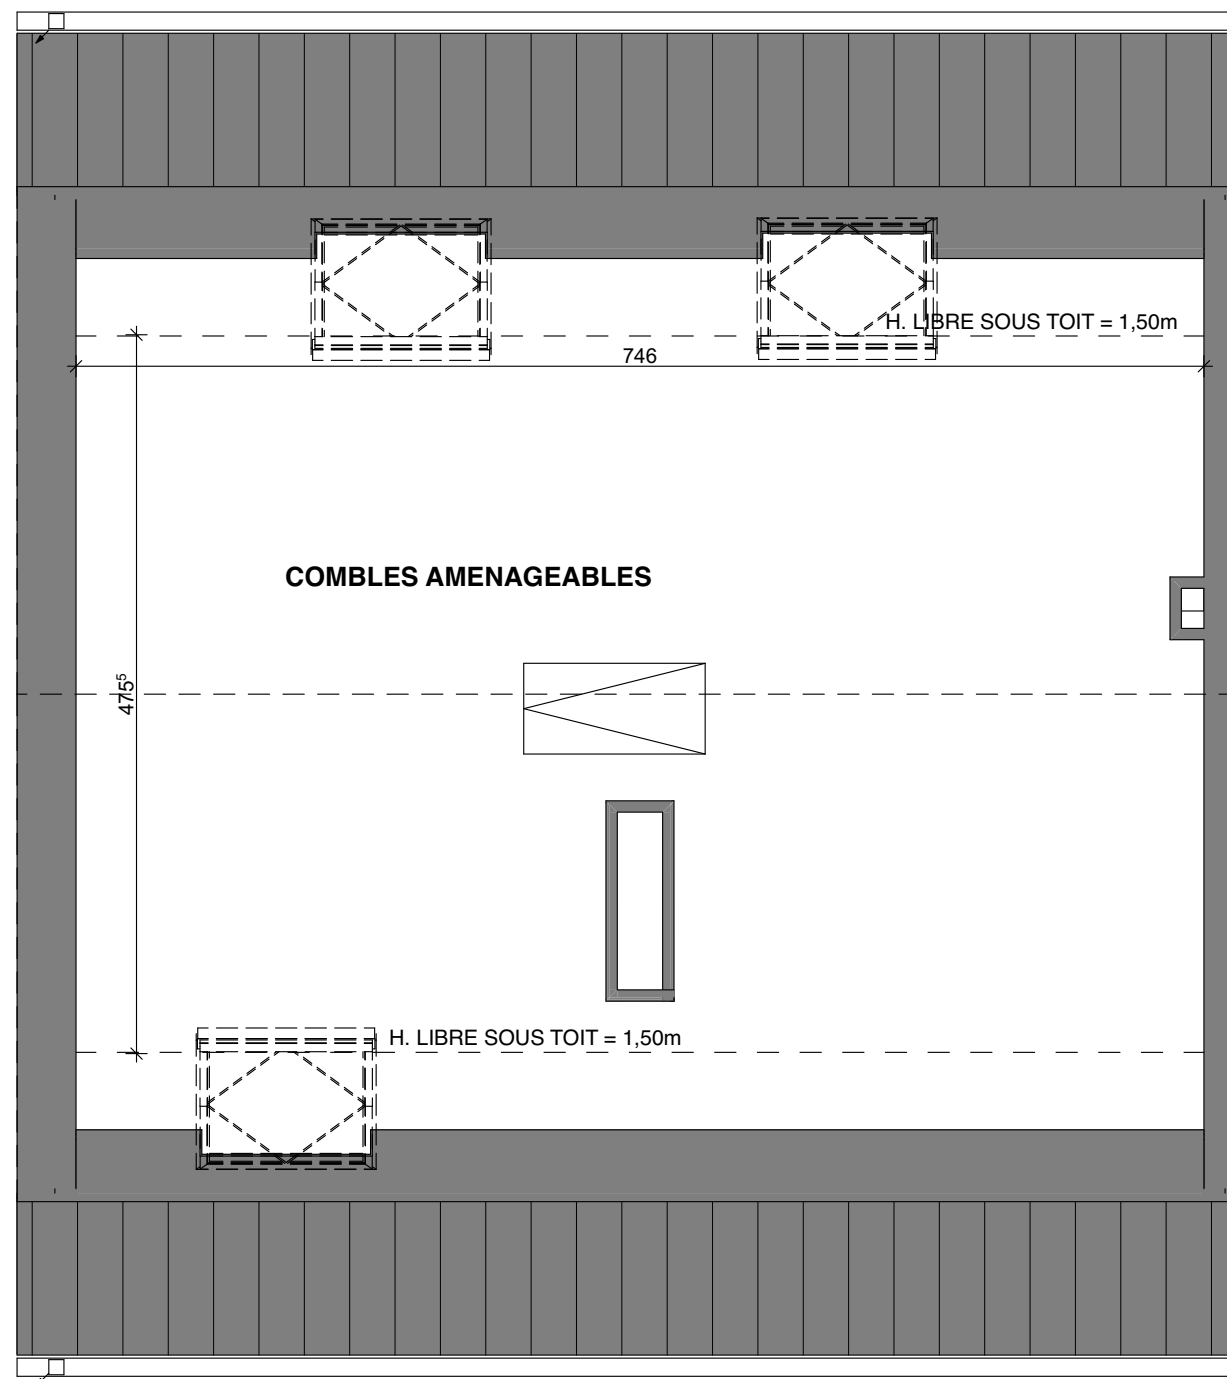 H. LIBRE SOUS TOIT = 1,50m
746
COMBLES AMENAGEABLES
475⁵
H. LIBRE SOUS TOIT = 1,50m